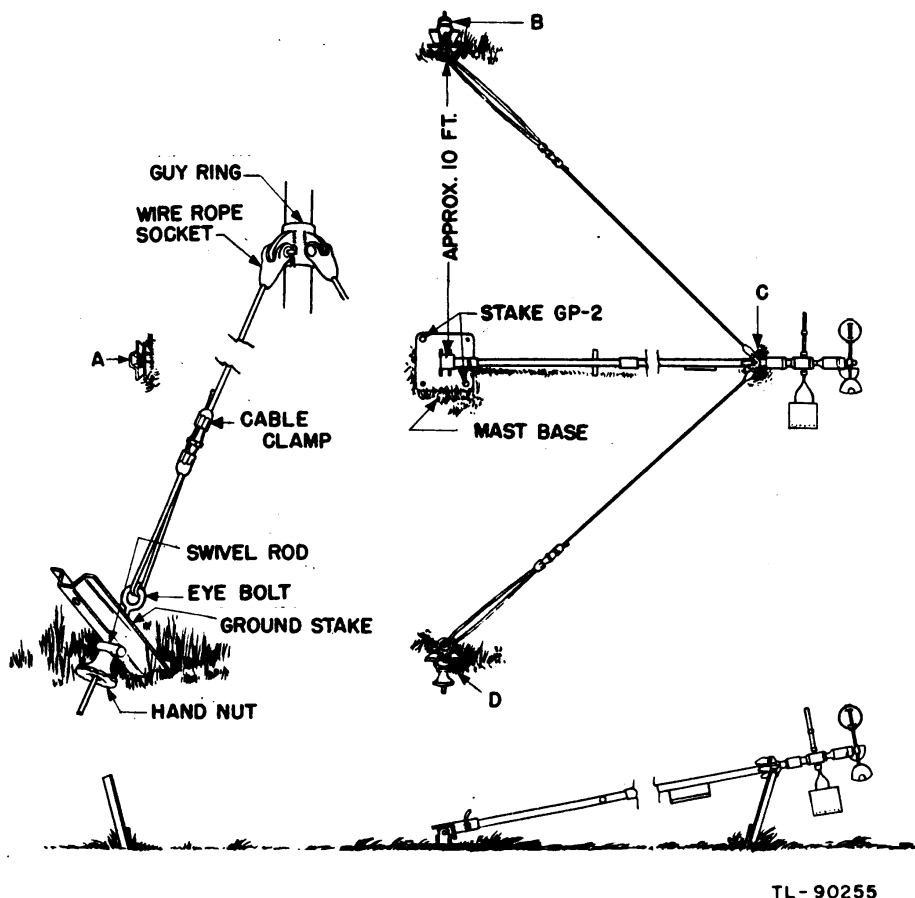 B
APPROX. 10 FT.
GUY RING
WIRE ROPE
SOCKET
C
STAKE GP-2
A
MAST BASE
CABLE
CLAMP
SWIVEL ROD
EYE BOLT
GROUND STAKE
D
HAND NUT
TL-90255